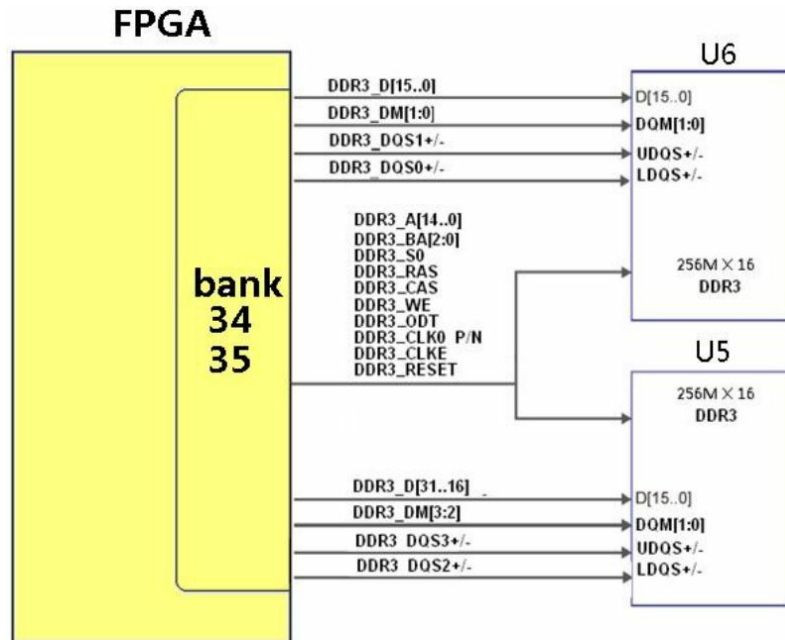 FPGA
bank
34
35
DDR3_D[15..0]
DDR3_DM[1:0]
DDR3_DQS1+/-
DDR3_DQS0+/-
DDR3_A[14..0]
DDR3_BA[2:0]
DDR3_S0
DDR3_RAS
DDR3_CAS
DDR3_WE
DDR3_ODT
DDR3_CLK0 P/N
DDR3_CLKE
DDR3_RESET
DDR3_D[31..16]
DDR3_DM[3:2]
DDR3 DQS3+/-
DDR3 DQS2+/-
U6
D[15..0]
DQM[1:0]
UDQS+/-
LDQS+/-
256M×16
DDR3
U5
256M×16
DDR3
D[15..0]
DQM[1:0]
UDQS+/-
LDQS+/-